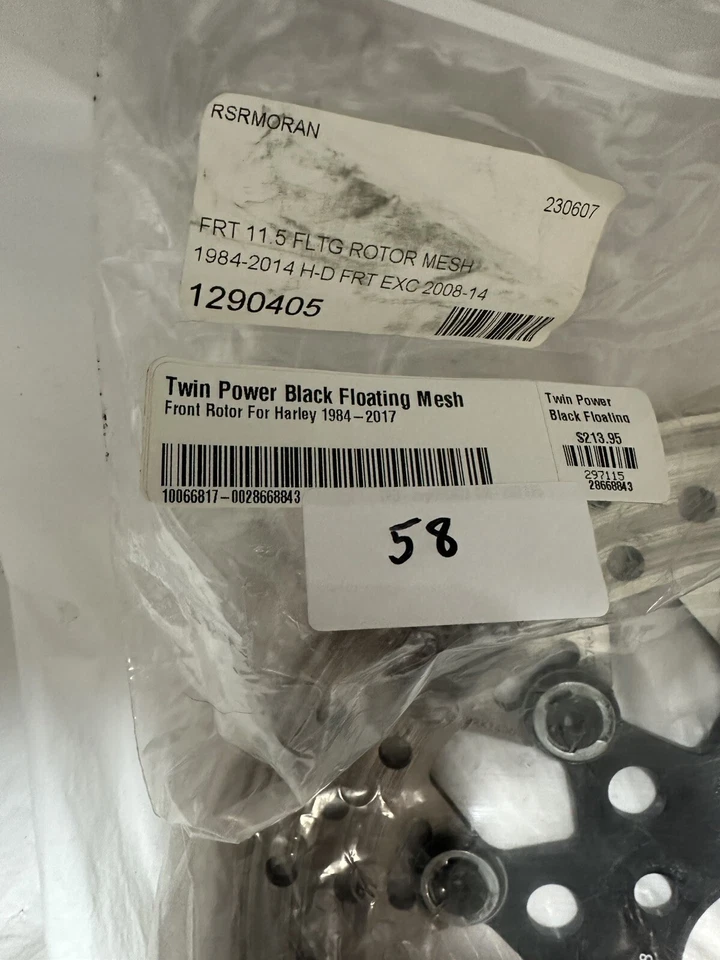 RSRMORAN
230607
FRT 11.5 FLTG ROTOR MESH
1984-2014 H-D FRT EXC 2008-14
1290405
Twin Power Black Floating Mesh
Front Rotor For Harley 1984–2017
10066817-0028668843
Twin Power
Black Floating
$213.95
297115
28668843
58
8